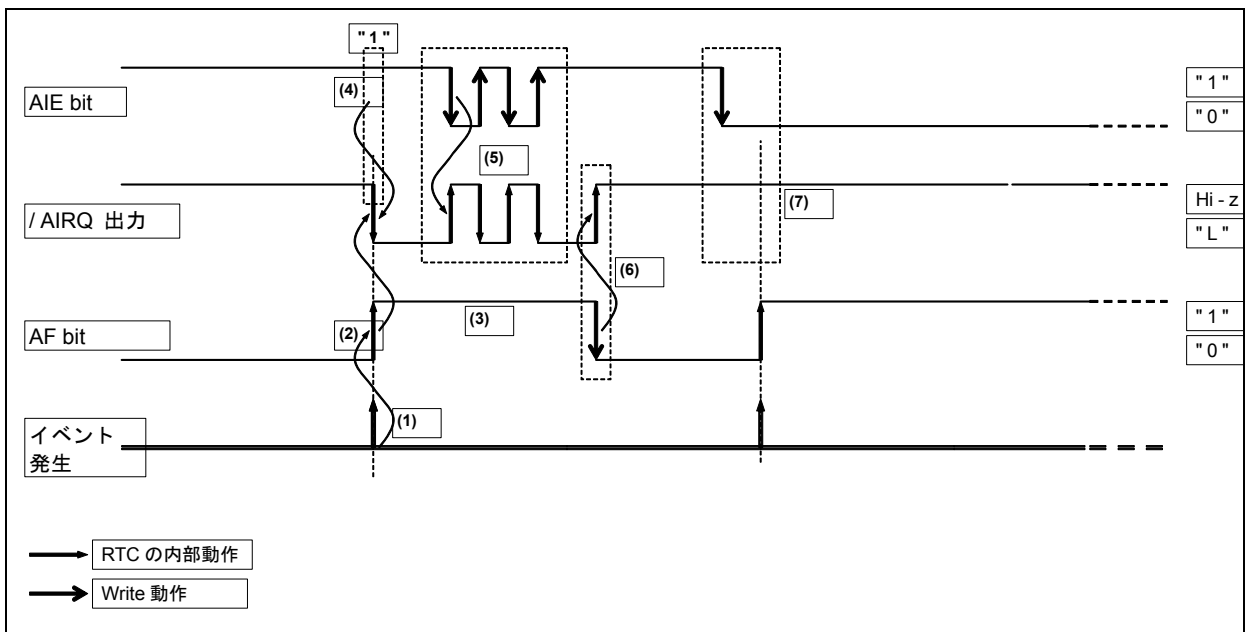 "1"
AIE bit
(4)
"1"
"0"
(5)
/ AIRQ 出力
(7)
Hi - z
"L"
(6)
AF bit
(2)
(3)
"1"
"0"
(1)
イベント
発生
RTC の内部動作
Write 動作